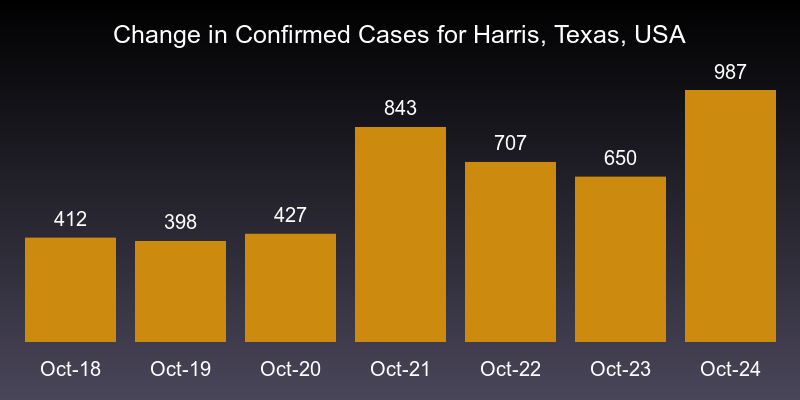 Change in Confirmed Cases for Harris, Texas, USA
412
398
427
843
707
650
987
Oct-18
Oct-19
Oct-20
Oct-21
Oct-22
Oct-23
Oct-24